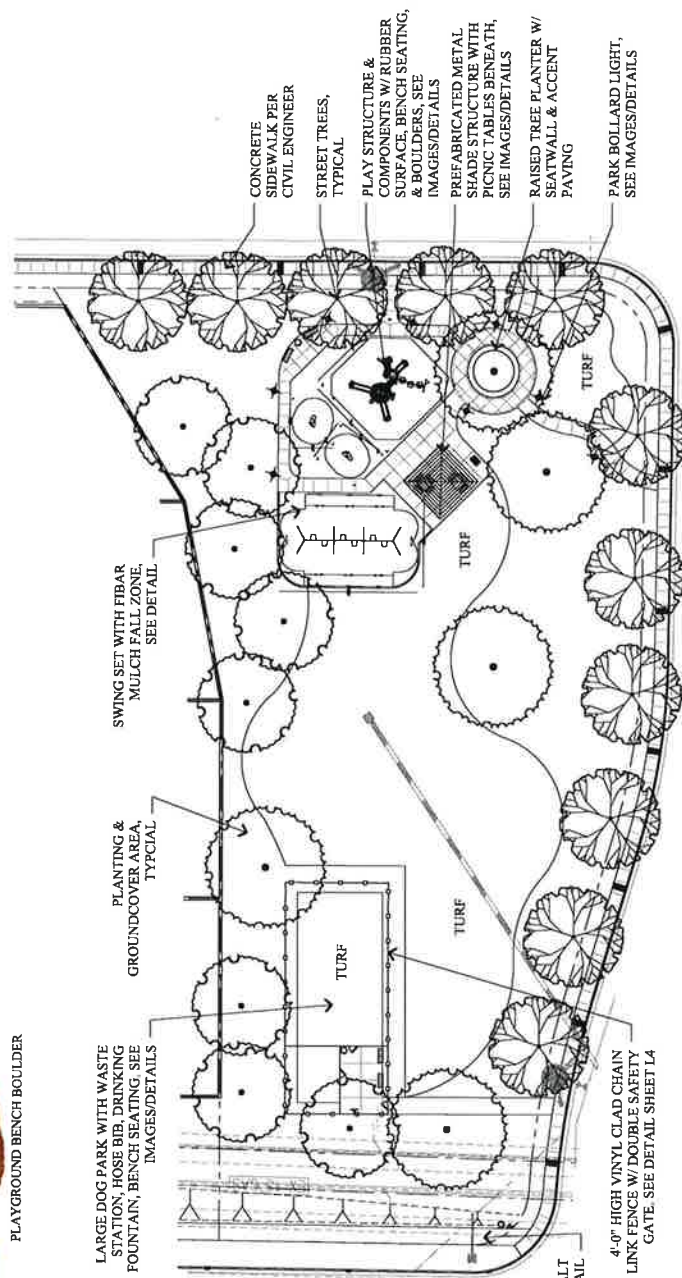 PLAYGROUND BENCH BOULDER
LARGE DOG PARK WITH WASTE
STATION, HOSE BIB, DRINKING
FOUNTAIN, BENCH SEATING, SEE
IMAGES/DETAILS
PLANTING &
GROUNDCOVER AREA,
TYPCIAL
SWING SET WITH FIBAR
MULCH FALL ZONE,
SEE DETAIL
CONCRETE
SIDEWALK PER
CIVIL ENGINEER
STREET TREES,
TYPICAL
PLAY STRUCTURE &
COMPONENTS W/ RUBBER
SURFACE, BENCH SEATING,
& BOULDERS, SEE
IMAGES/DETAILS
PREFABRICATED METAL
SHADE STRUCTURE WITH
PICNIC TABLES BENEATH,
SEE IMAGES/DETAILS
RAISED TREE PLANTER W/
SEATWALL & ACCENT
PAVING
PARK BOLLARD LIGHT,
SEE IMAGES/DETAILS
TURF
TURF
TURF
TURF
4'-0" HIGH VINYL CLAD CHAIN
LINK FENCE W/ DOUBLE SAFETY
GATE, SEE DETAIL SHEET L4
LT
AIL